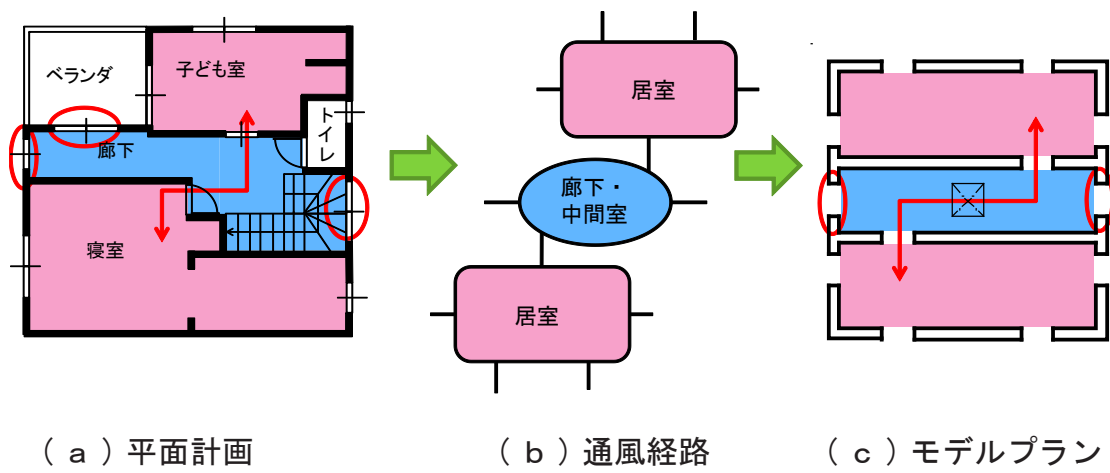 ベランダ
子ども室
トイレ
廊下
寝室
居室
廊下・
中間室
居室
(a)平面計画
(b)通風経路
(c)モデルプラン